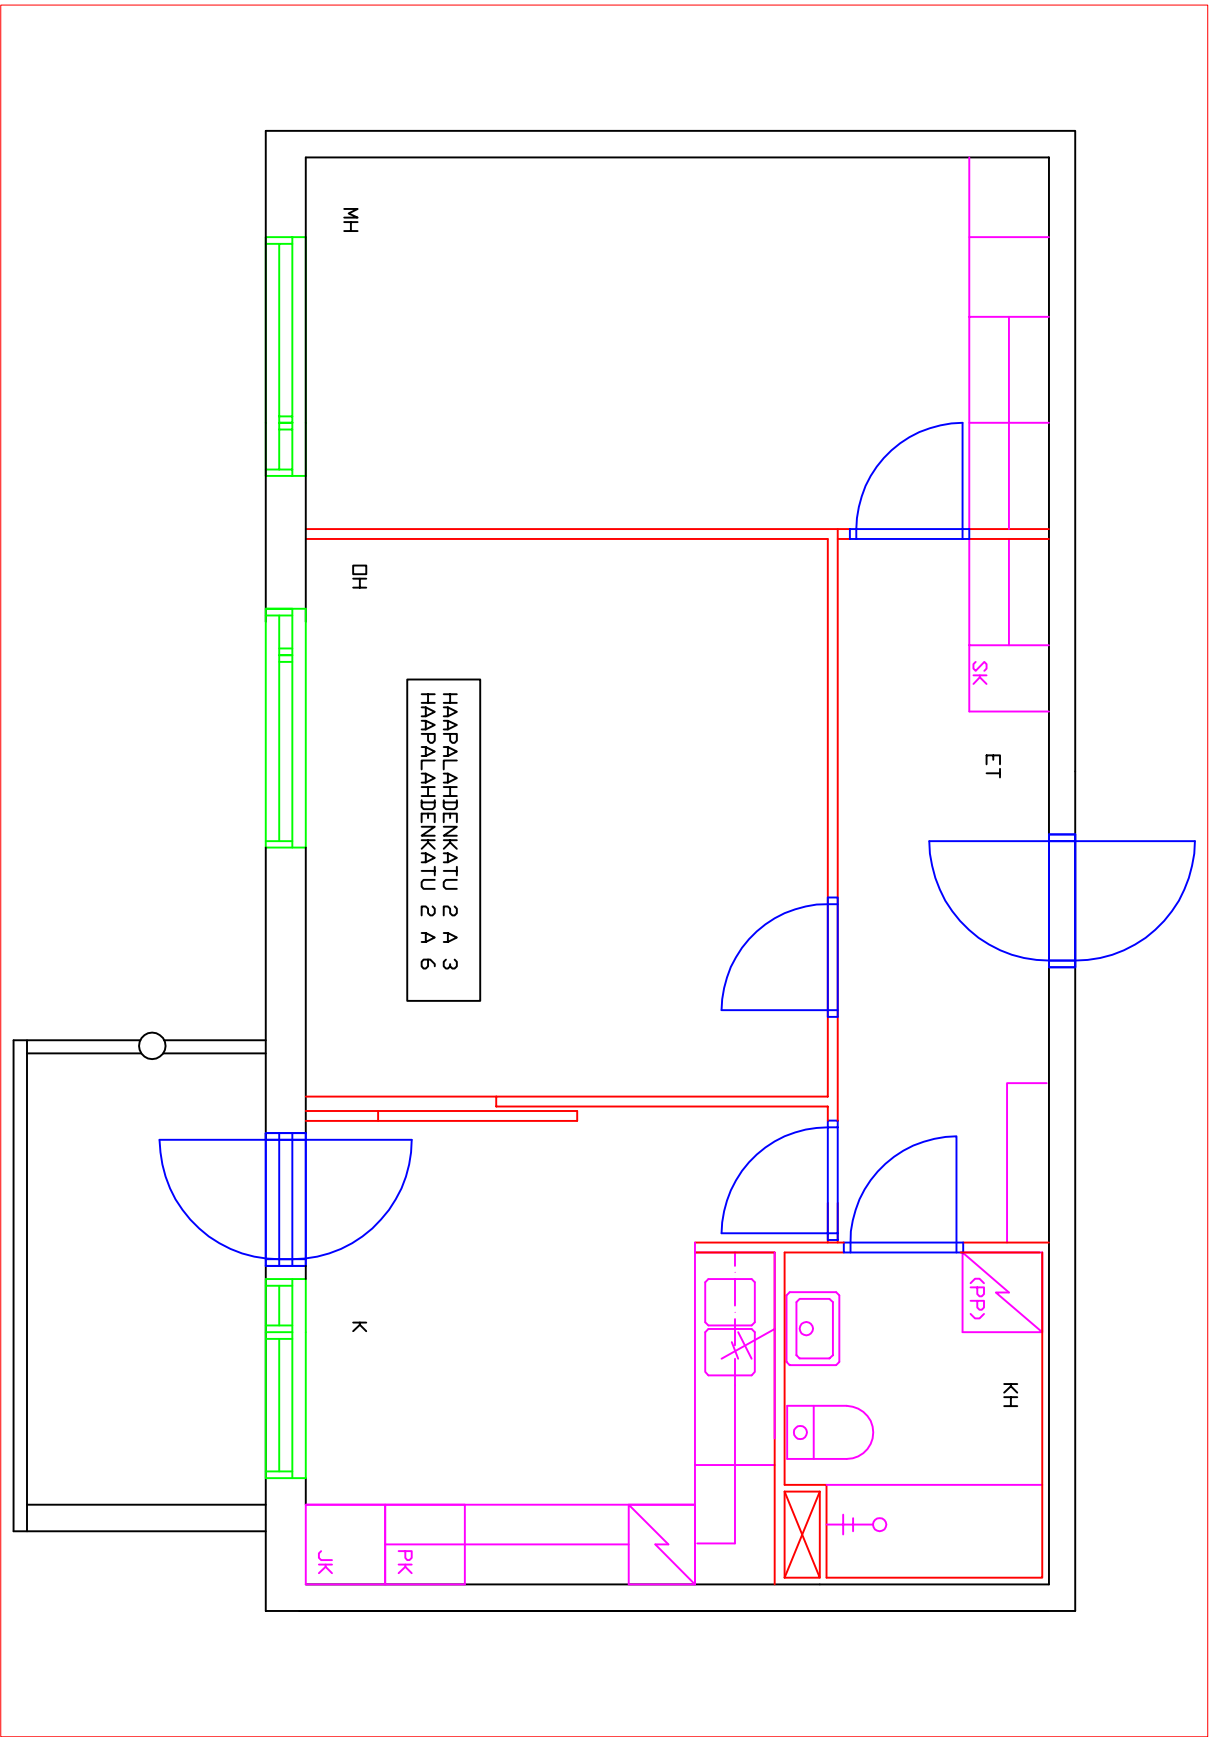 MH
OH
SK
ET
HAAPALAHDENKATU 2 A 3
HAAPALAHDENKATU 2 A 6
K
(PP)
KH
JK
PK